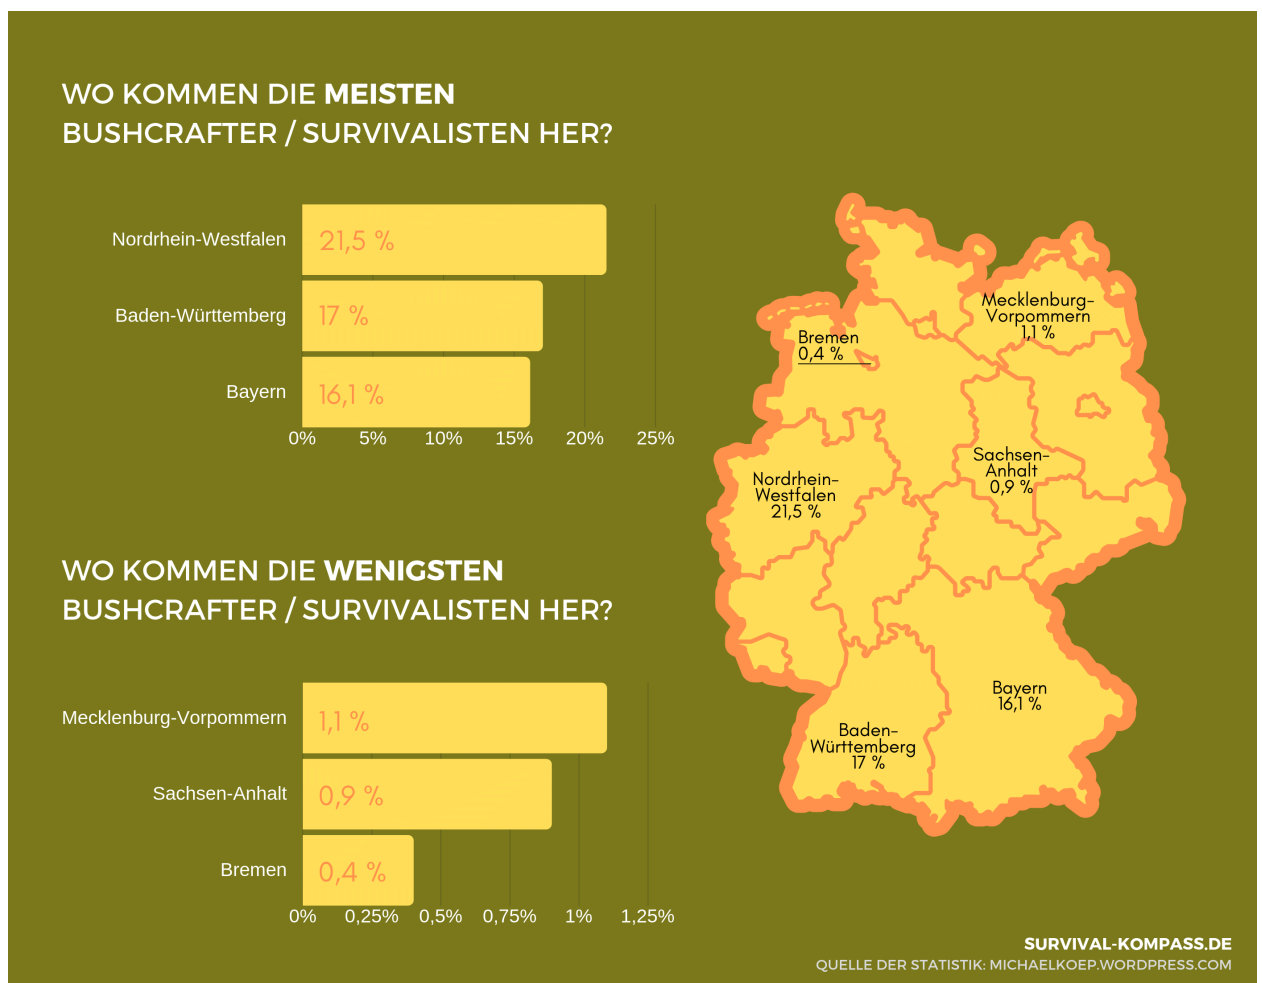 WO KOMMEN DIE MEISTEN
BUSHCRAFTER / SURVIVALISTEN HER?
Nordrhein-Westfalen
21,5 %
Baden-Württemberg
17 %
Bayern
16,1 %
0%
5%
10%
15%
20%
25%
WO KOMMEN DIE WENIGSTEN
BUSHCRAFTER / SURVIVALISTEN HER?
Mecklenburg-Vorpommern
1,1 %
Sachsen-Anhalt
0,9 %
Bremen
0,4 %
0%
0,25%
0,5%
0,75%
1%
1,25%
Mecklenburg-
Vorpommern
1,1 %
Bremen
0,4 %
Sachsen-
Anhalt
0,9 %
Nordrhein-
Westfalen
21,5 %
Bayern
16,1 %
Baden-
Württemberg
17 %
SURVIVAL-KOMPASS.DE
QUELLE DER STATISTIK: MICHAELKOEP.WORDPRESS.COM